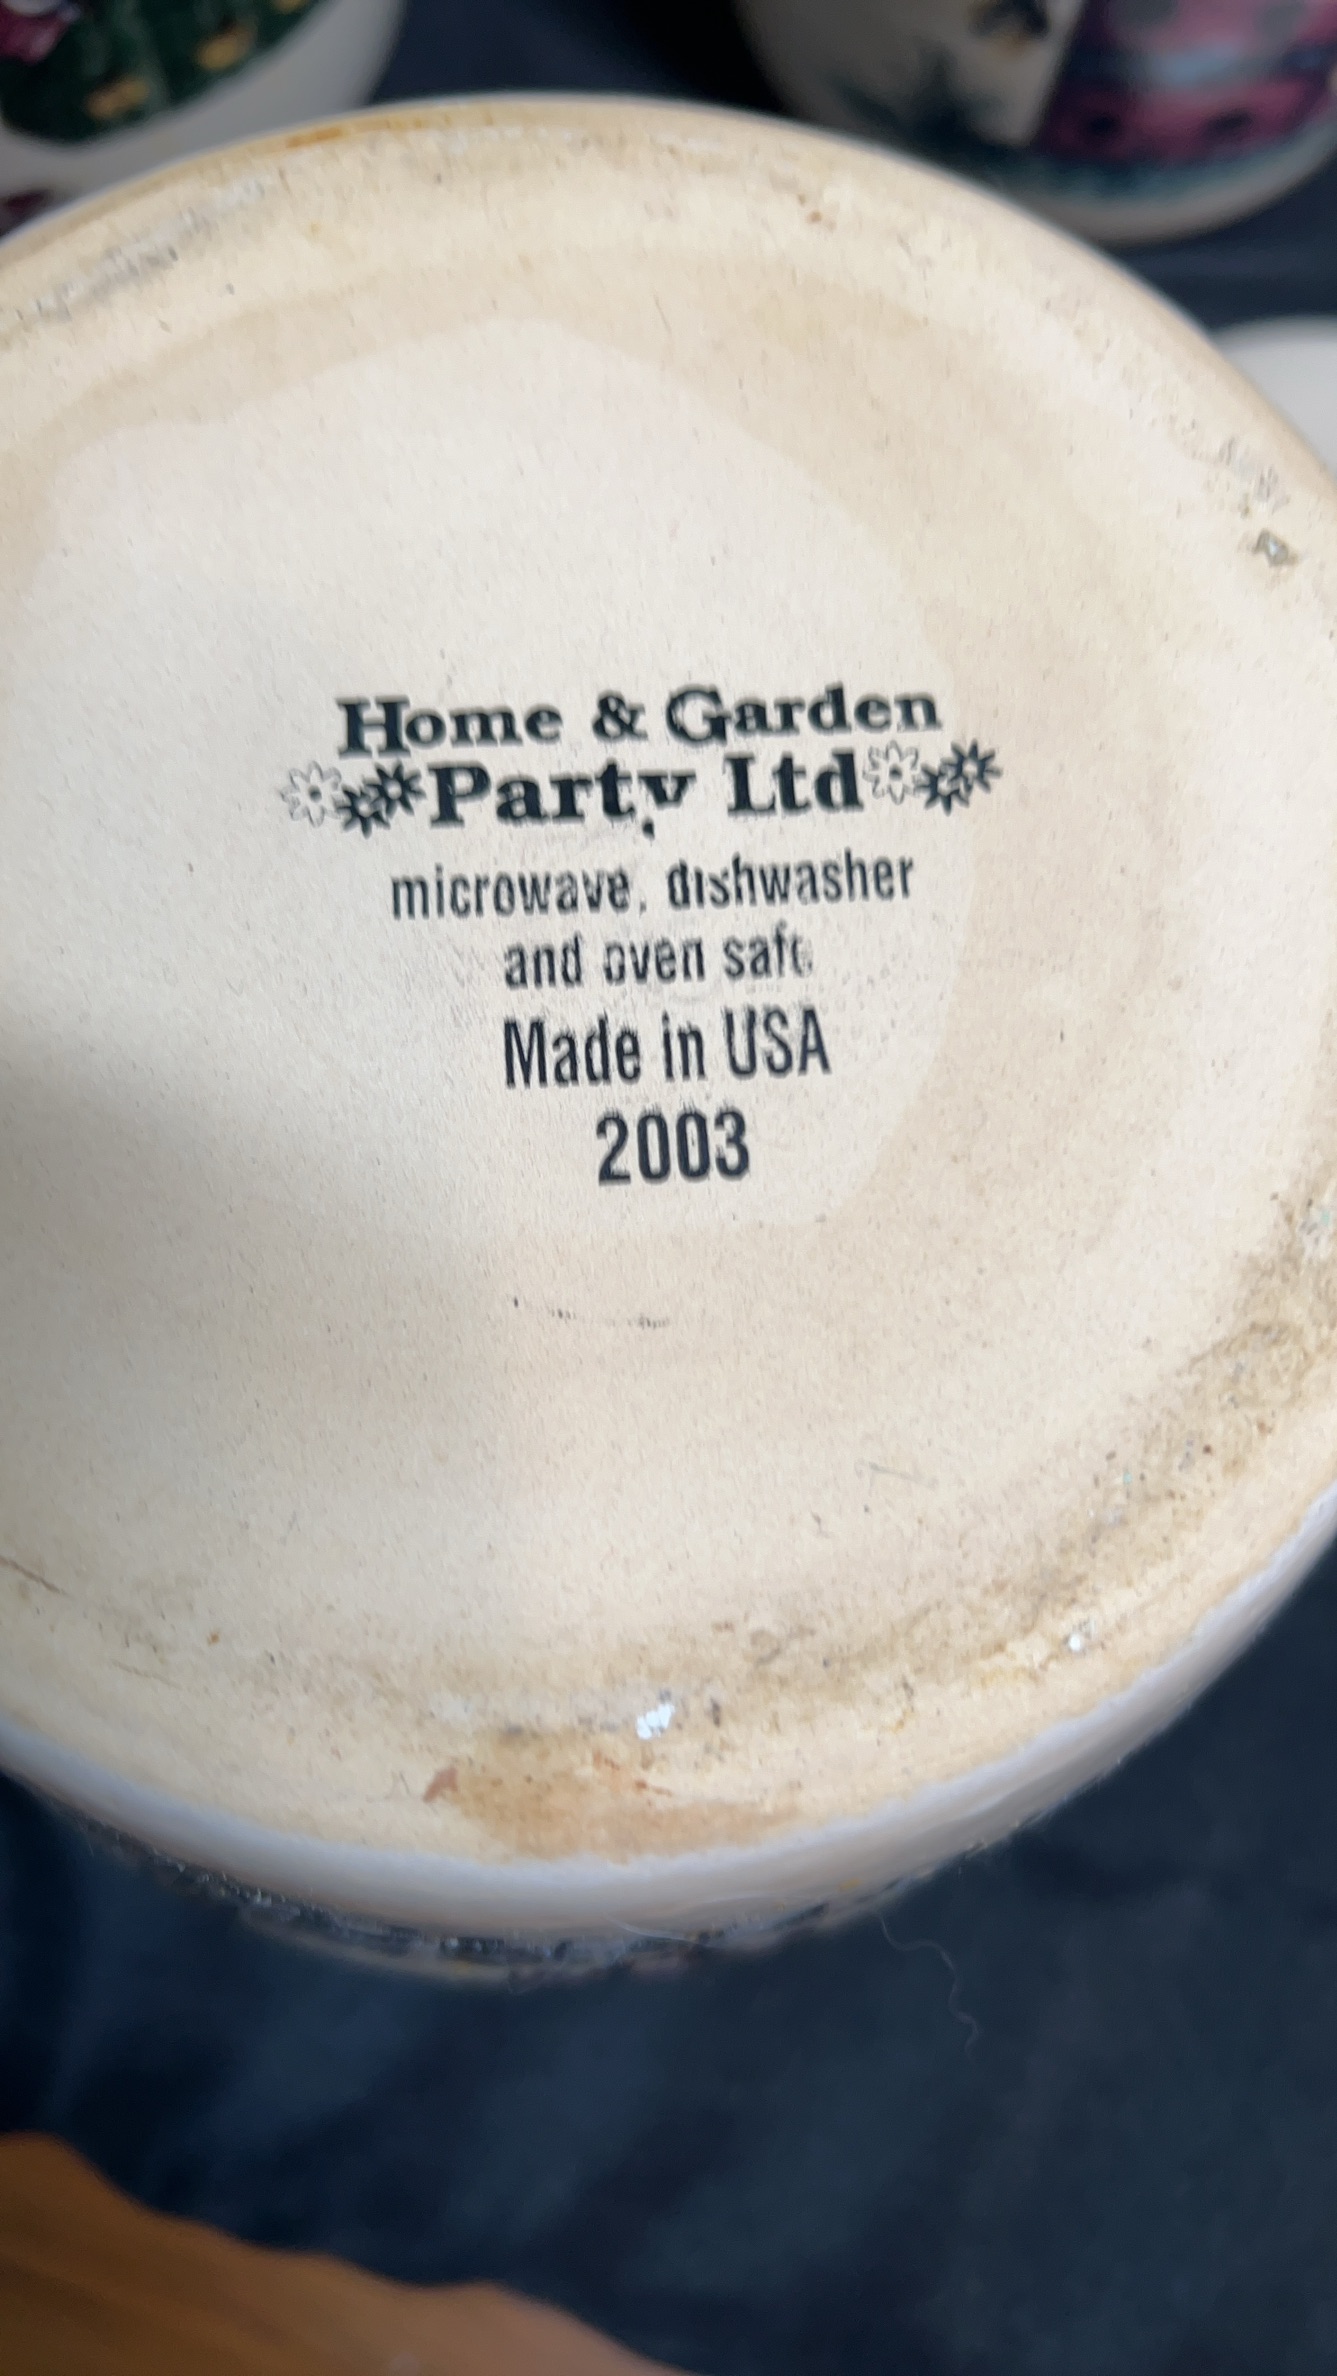 Home & Garden
Party Ltd
microwave, dishwasher
and oven safe
Made in USA
2003